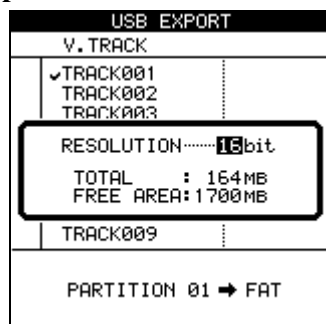 USB EXPORT
V.TRACK
✓TRACK001
TRACK002
TRACK003
RESOLUTION……16bit
TOTAL : 164MB
FREE AREA:1700MB
TRACK009
PARTITION 01 ➡ FAT